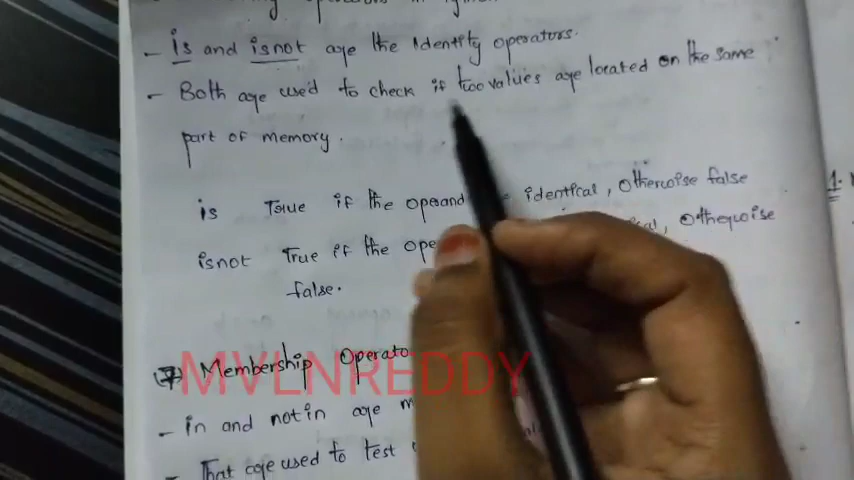 - is and isnot are the Identity operators.
- Both are used to check if two values are located on the same
part of memory.
is True if the operand identical, otherwise false
isnot True if the ope cal, otherwise
false.
(7) Membership Operato
MVLNREDDY
- in and notin are m
- That are used to test